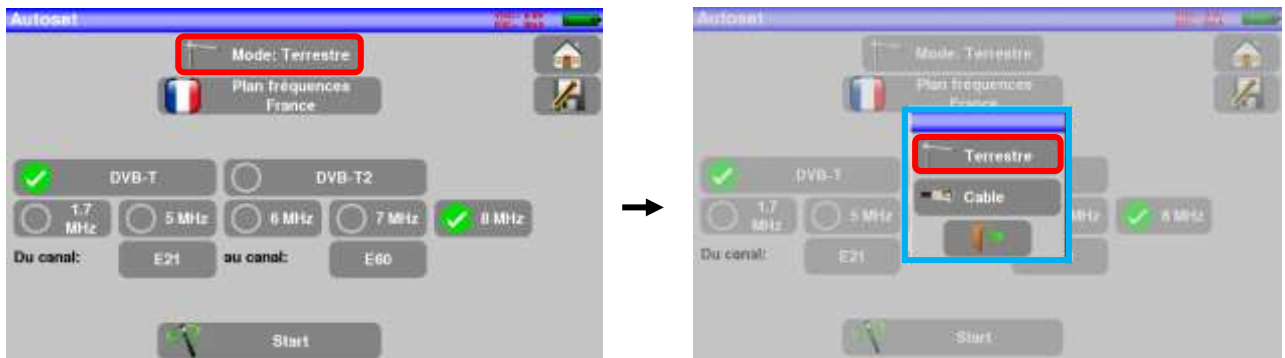 Autoset
Mode: Terrestre
Plan fréquences
France
DVB-T
DVB-T2
1.7
MHz
5 MHz
6 MHz
7 MHz
8 MHz
Du canal:
E21
au canal:
E60
Start
Autoset
Mode: Terrestre
Plan fréquences
France
Terrestre
DVB-T
Cable
1.7
MHz
5 MHz
MHz
8 MHz
Du canal:
E21
Start